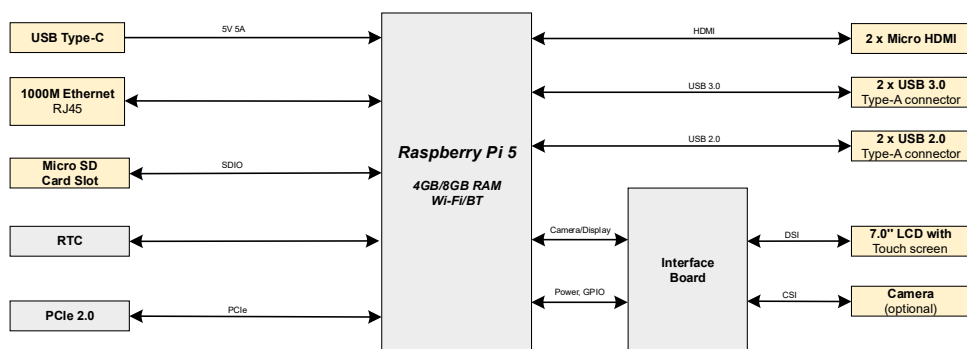 USB Type-C
5V 5A
1000M Ethernet
RJ45
Micro SD
Card Slot
SDIO
RTC
PCIe 2.0
PCIe
Raspberry Pi 5
4GB/8GB RAM
Wi-Fi/BT
HDMI
2 x Micro HDMI
USB 3.0
2 x USB 3.0
Type-A connector
USB 2.0
2 x USB 2.0
Type-A connector
Camera/Display
Power, GPIO
Interface
Board
DSI
7.0" LCD with
Touch screen
CSI
Camera
(optional)